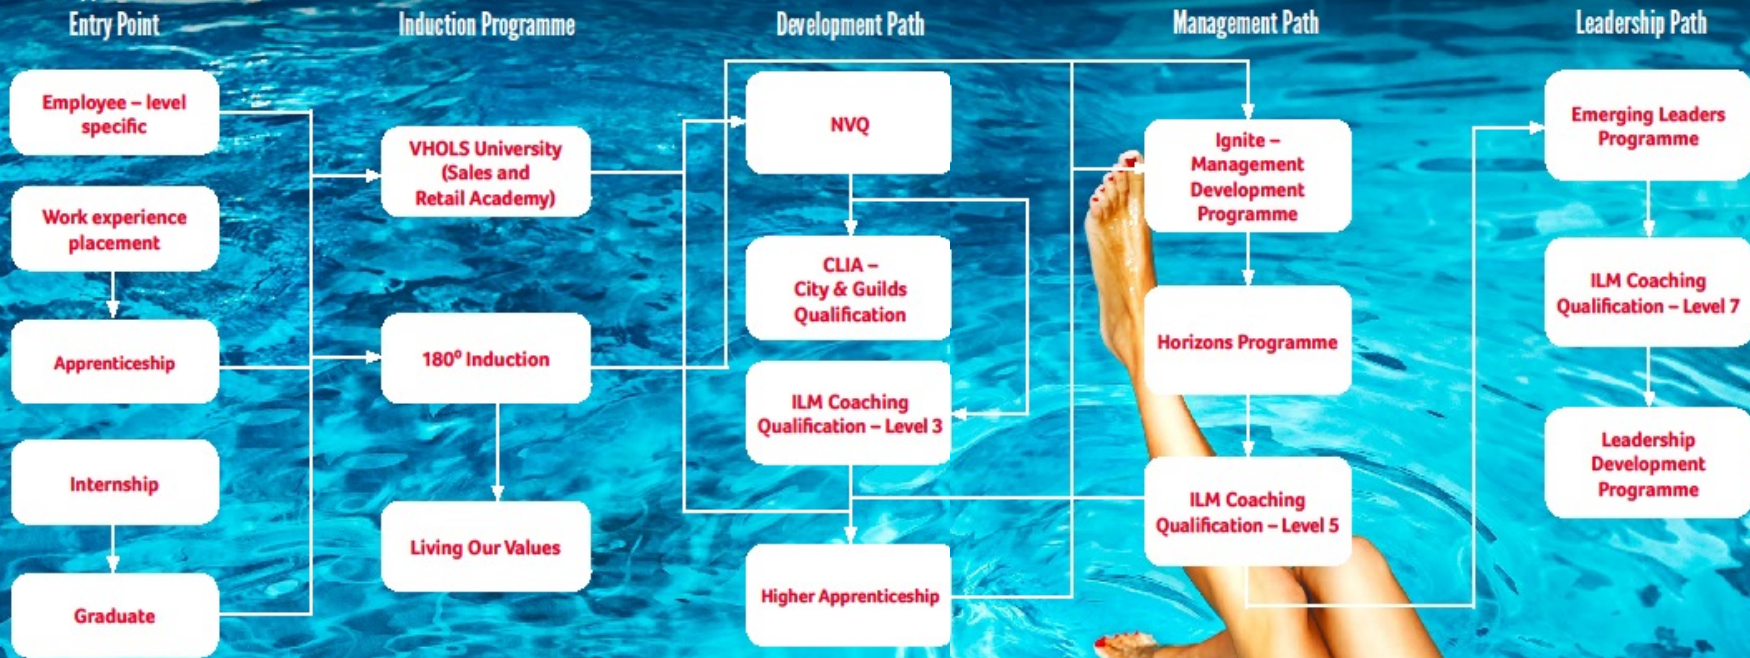 Entry Point
Induction Programme
Development Path
Management Path
Leadership Path
Employee – level
specific
Work experience
placement
Apprenticeship
Internship
Graduate
VHOLS University
(Sales and
Retail Academy)
180º Induction
Living Our Values
NVQ
CLIA –
City & Guilds
Qualification
ILM Coaching
Qualification – Level 3
Higher Apprenticeship
Ignite –
Management
Development
Programme
Horizons Programme
ILM Coaching
Qualification – Level 5
Emerging Leaders
Programme
ILM Coaching
Qualification – Level 7
Leadership
Development
Programme